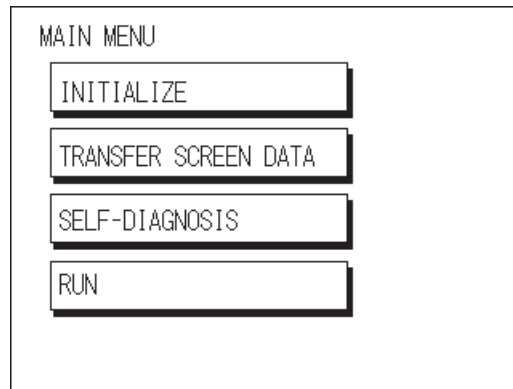 MAIN MENU
INITIALIZE
TRANSFER SCREEN DATA
SELF-DIAGNOSIS
RUN